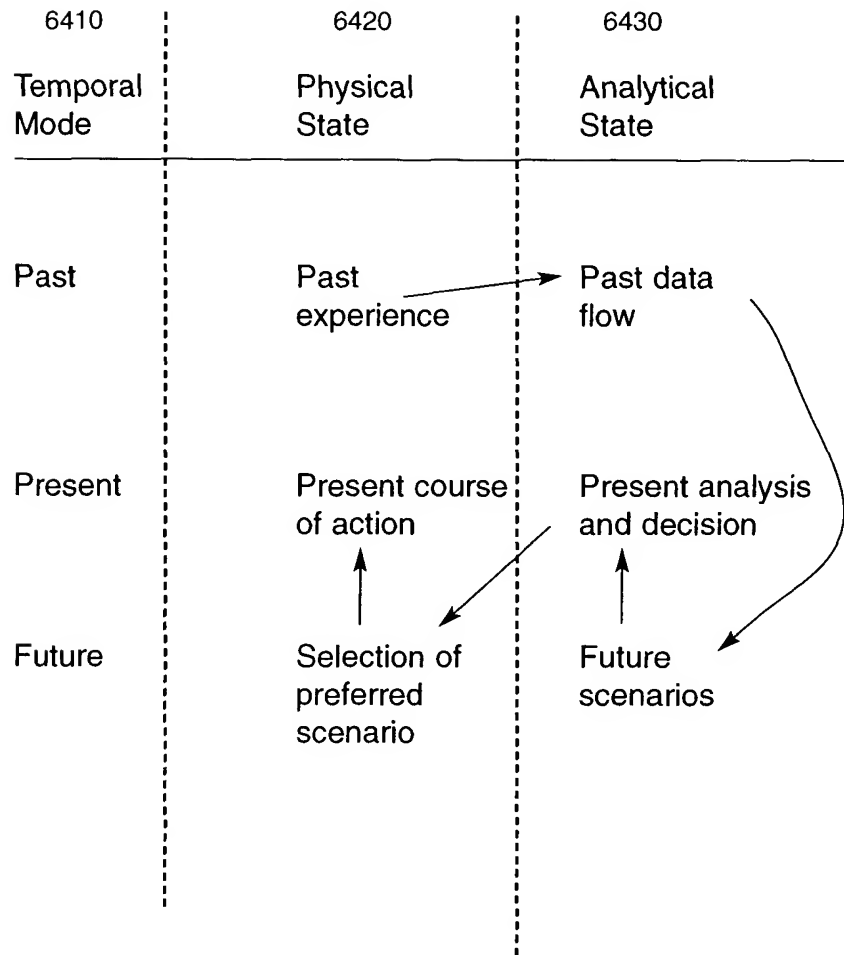 6410 6420 6430
Temporal Physical Analytical
Mode State State
Past Past Past data
experience flow
Present Present course Present analysis
of action and decision
Future Selection of Future
preferred scenarios
scenario